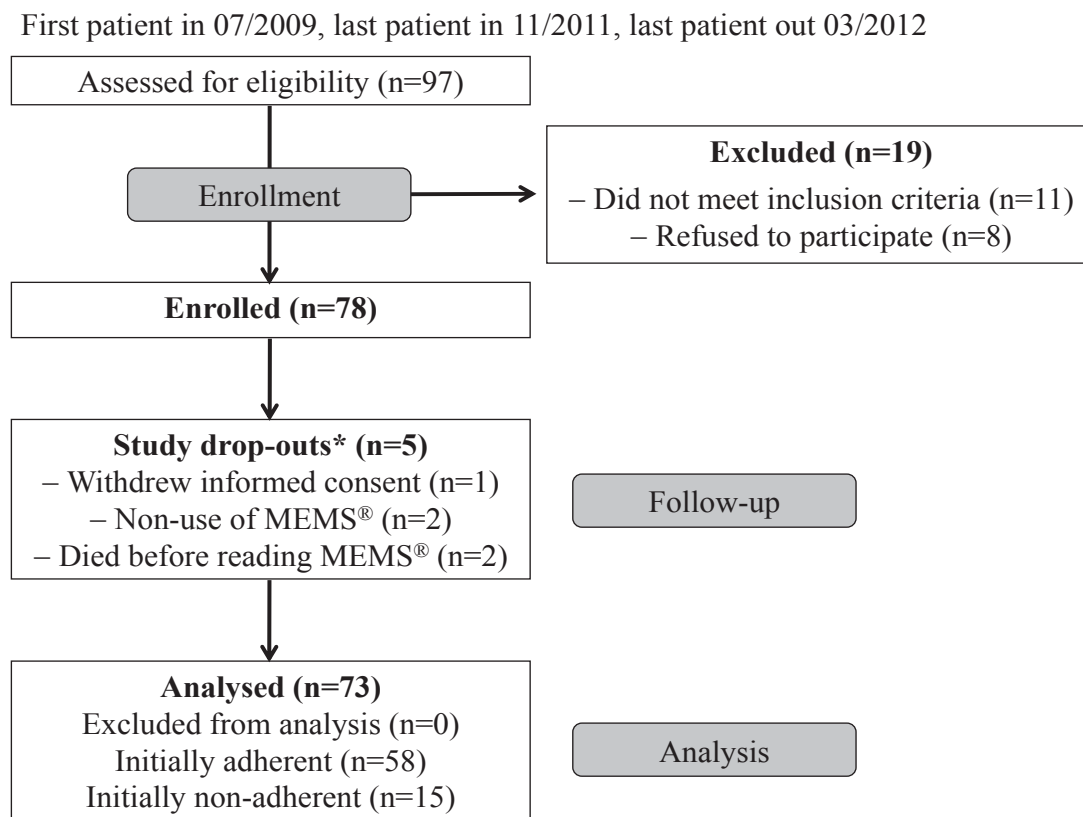 First patient in 07/2009, last patient in 11/2011, last patient out 03/2012
Assessed for eligibility (n=97)
Enrollment
Excluded (n=19)
– Did not meet inclusion criteria (n=11)
– Refused to participate (n=8)
Enrolled (n=78)
Study drop-outs* (n=5)
– Withdrew informed consent (n=1)
– Non-use of MEMS® (n=2)
– Died before reading MEMS® (n=2)
Follow-up
Analysed (n=73)
Excluded from analysis (n=0)
Initially adherent (n=58)
Initially non-adherent (n=15)
Analysis